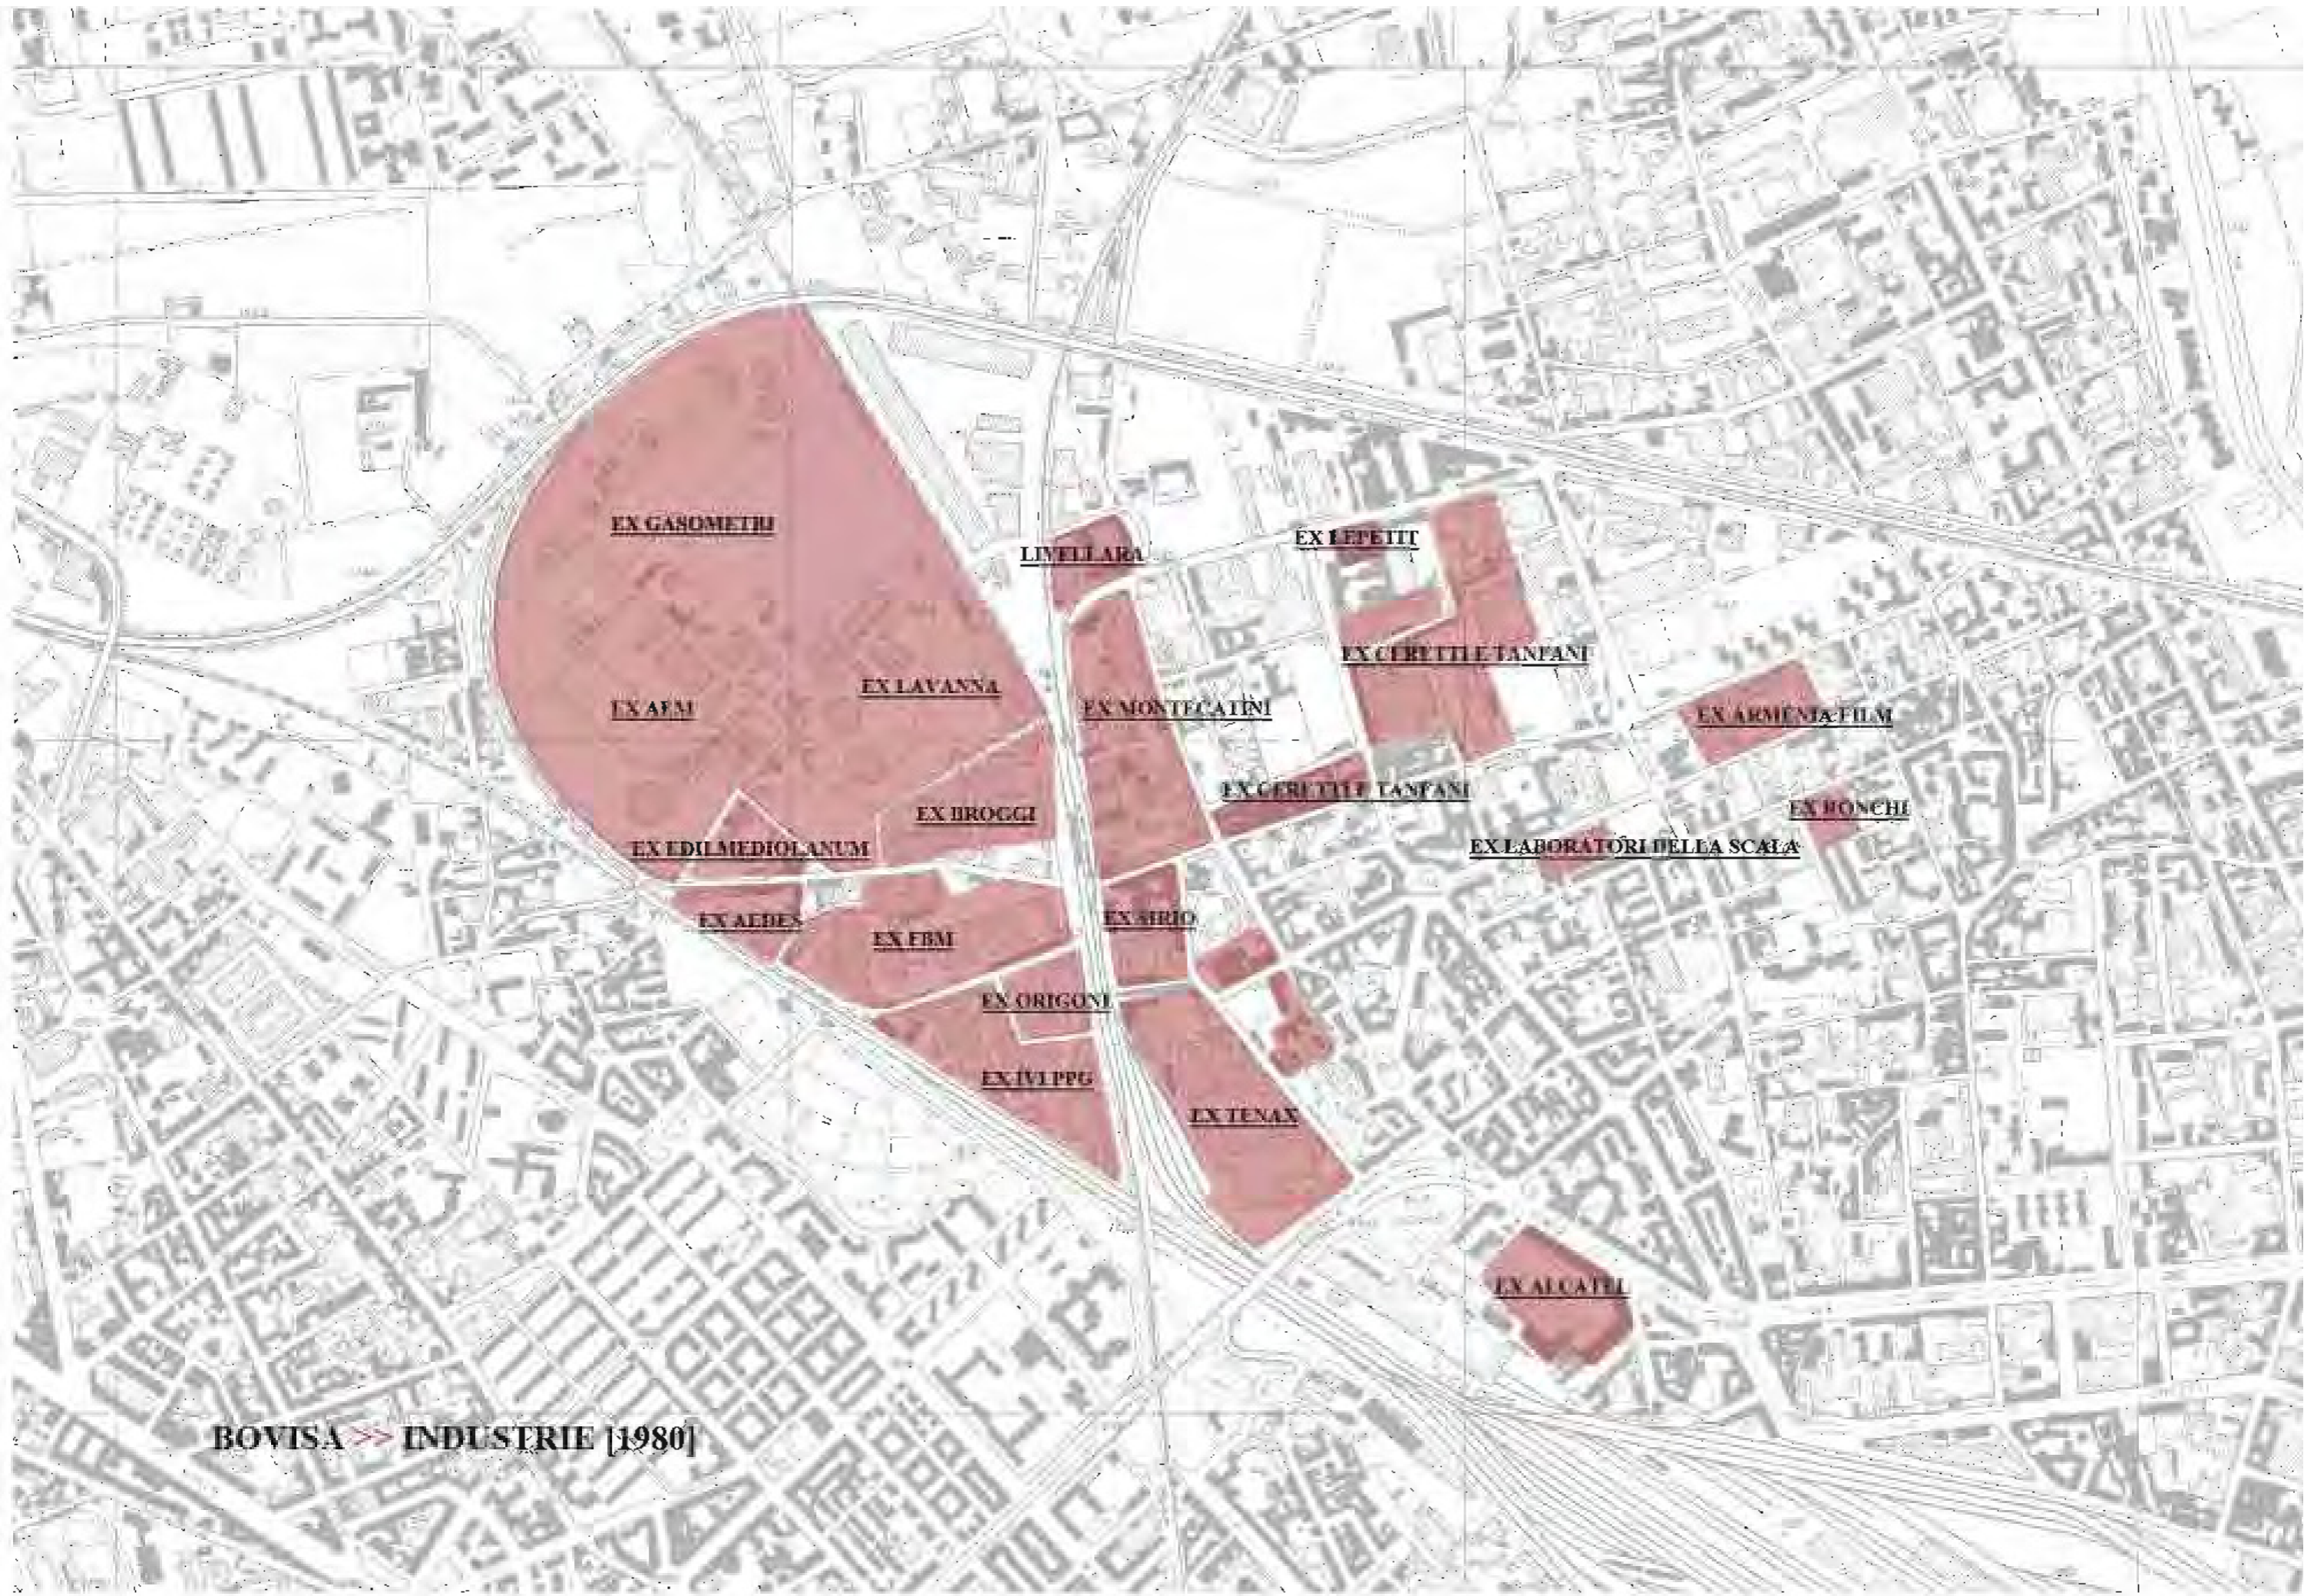 EX GASOMETRI
LIVELLARA
EX LEPETIT
EX CERETTI E TANFANI
EX LAVANNA
EX AEM
EX MONTECATINI
EX ARMENIA FILM
EX CERETTI E TANFANI
EX BROGGI
EX RONCHI
EX EDILMEDIOLANUM
EX LABORATORI DELLA SCALA
EX AEDES
EX SIRIO
EX FBM
EX ORIGONI
EX IVI PPG
EX TENAX
EX ALCATEL
BOVISA >> INDUSTRIE [1980]